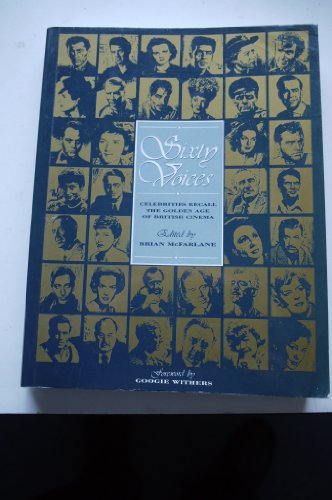 Sixty
Voices
CELEBRITIES RECALL
THE GOLDEN AGE
OF BRITISH CINEMA
Edited by
BRIAN McFARLANE
Foreword by
GOOGIE WITHERS